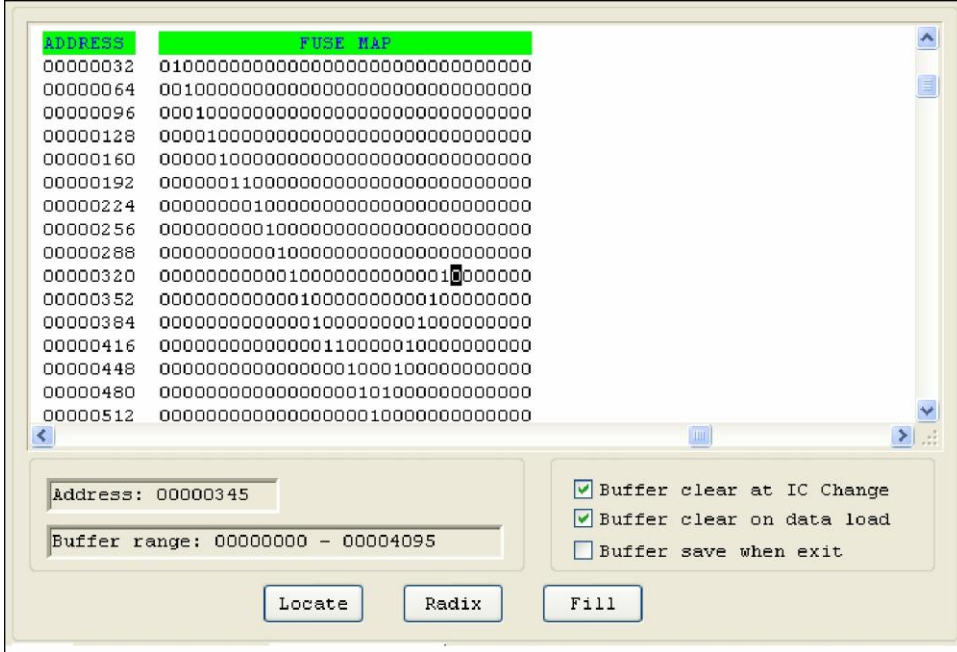 ADDRESS FUSE MAP
00000032 01000000000000000000000000000000
00000064 00100000000000000000000000000000
00000096 00010000000000000000000000000000
00000128 00001000000000000000000000000000
00000160 00000100000000000000000000000000
00000192 00000011000000000000000000000000
00000224 00000000100000000000000000000000
00000256 00000000010000000000000000000000
00000288 00000000001000000000000000000000
00000320 00000000000100000000000010000000
00000352 00000000000010000000000100000000
00000384 00000000000001000000001000000000
00000416 00000000000000110000010000000000
00000448 00000000000000001000100000000000
00000480 00000000000000000101000000000000
00000512 00000000000000000010000000000000
Address: 00000345
Buffer range: 00000000 - 00004095
Buffer clear at IC Change
Buffer clear on data load
Buffer save when exit
Locate Radix Fill